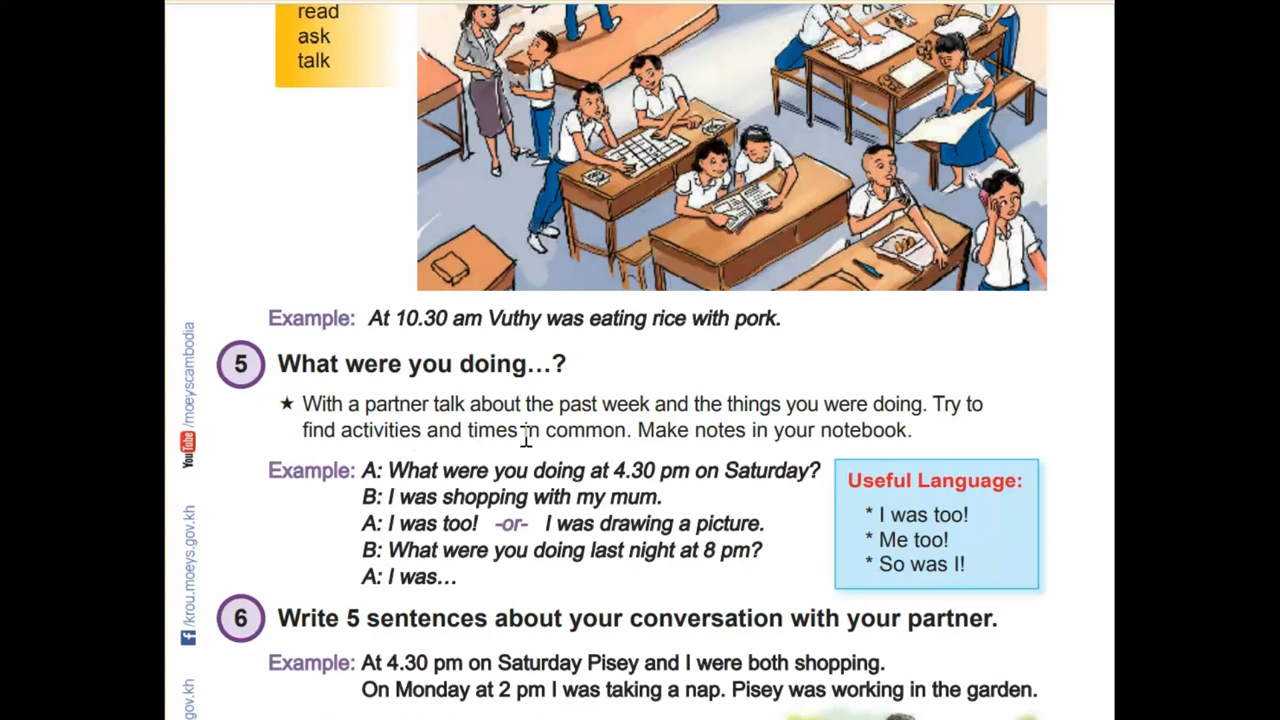 read
ask
talk
Example: At 10.30 am Vuthy was eating rice with pork.
5 What were you doing…?
★ With a partner talk about the past week and the things you were doing. Try to
find activities and times in common. Make notes in your notebook.
Example: A: What were you doing at 4.30 pm on Saturday?
B: I was shopping with my mum.
A: I was too! -or- I was drawing a picture.
B: What were you doing last night at 8 pm?
A: I was…
Useful Language:
* I was too!
* Me too!
* So was I!
6 Write 5 sentences about your conversation with your partner.
Example: At 4.30 pm on Saturday Pisey and I were both shopping.
On Monday at 2 pm I was taking a nap. Pisey was working in the garden.
YouTube /moeyscambodia
f /krou.moeys.gov.kh
gov.kh